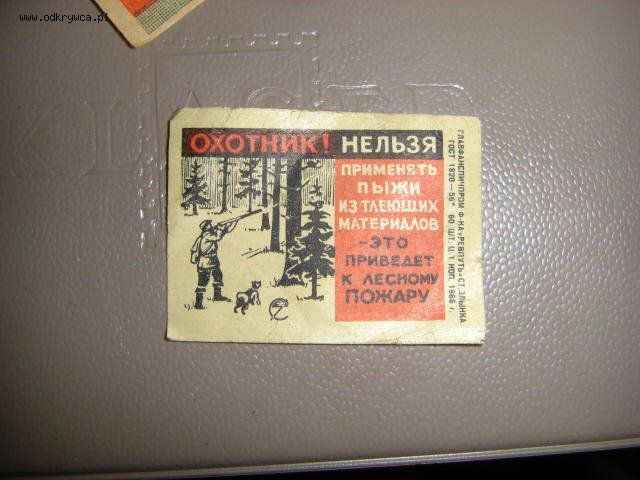 www.odkrywca.pl
ОХОТНИК! НЕЛЬЗЯ
ПРИМЕНЯТЬ
ПЫЖИ
ИЗ ТЛЕЮЩИХ
МАТЕРИАЛОВ
-ЭТО
ПРИВЕДЕТ
К ЛЕСНОМУ
ПОЖАРУ
ГЛАВФАНСПИЧПРОМ Ф-КА „РЕВПУТЬ" СТ. ЗЛЫНКА
ГОСТ 1820—56* 60 ШТ. Ц. 1 КОП. 1966 г.